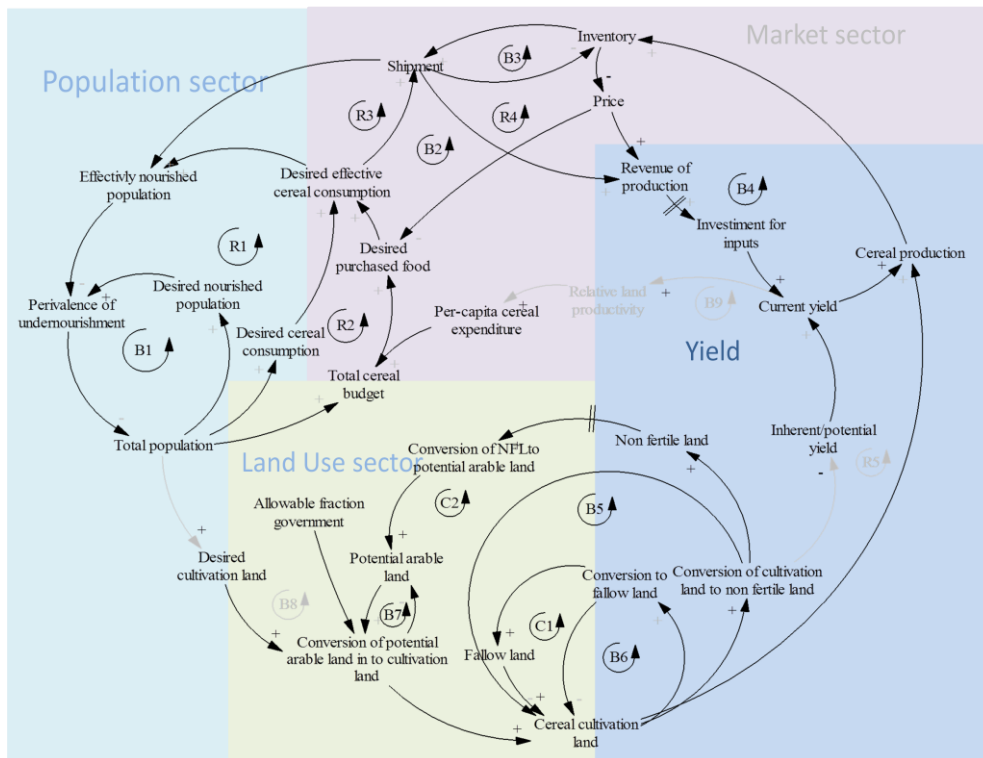 Market sector
Population sector
Inventory
B3
Shipment
Price
R3
R4
B2
Effectivly nourished
population
Desired effective
cereal consumption
Revenue of
production
B4
Investiment for
inputs
R1
Desired
purchased food
Cereal production
Desired nourished
population
Perivalence of
undernourishment
Relative land
productivity
B9
Current yield
Per-capita cereal
expenditure
R2
Desired cereal
consumption
B1
Yield
Total cereal
budget
Total population
Non fertile land
Inherent/potential
yield
R5
Conversion of NFLto
potential arable land
Land Use sector
C2
B5
Allowable fraction
government
Potential arable
land
Desired
cultivation land
Conversion to
fallow land
Conversion of cultivation
land to non fertile land
B8
B7
C1
Conversion of potential
arable land in to cultivation
land
Fallow land
B6
Cereal cultivation
land